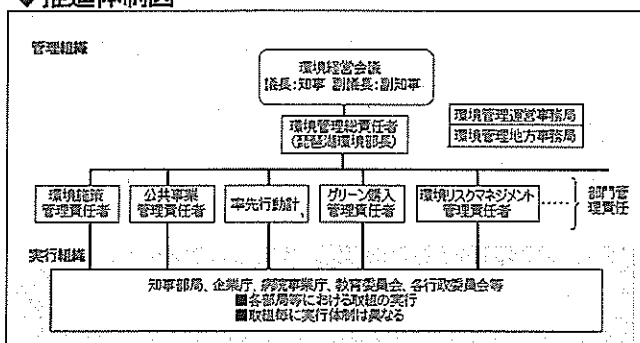 ◆推進体制図
管理組織
環境経営会議
議長:知事 副議長:副知事
環境管理総責任者
(琵琶湖環境部長)
環境管理運営事務局
環境管理地方事務局
環境施策
管理責任者
公共事業
管理責任者
率先行動計
グリーン購入
管理責任者
環境リスクマネジメント
管理責任者
部門管
理責任
実行組織
知事部局、企業庁、病院事業庁、教育委員会、各行政委員会等
■各部局等における取組の実行
■取組毎に実行体制は異なる